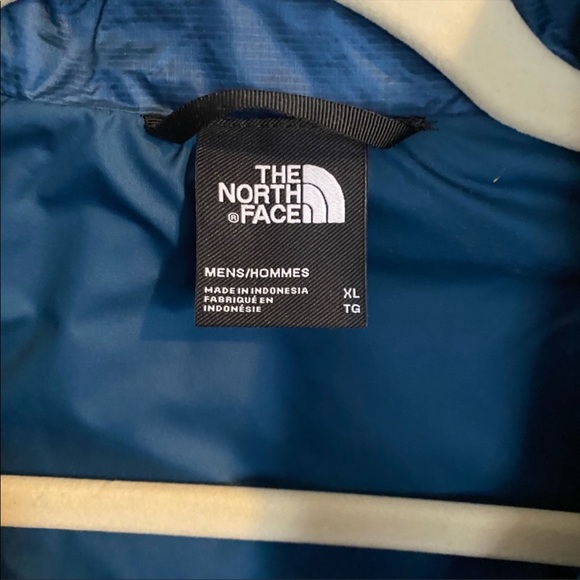 THE
NORTH
® FACE
MENS/HOMMES
MADE IN INDONESIA XL
FABRIQUÉ EN
INDONÉSIE TG